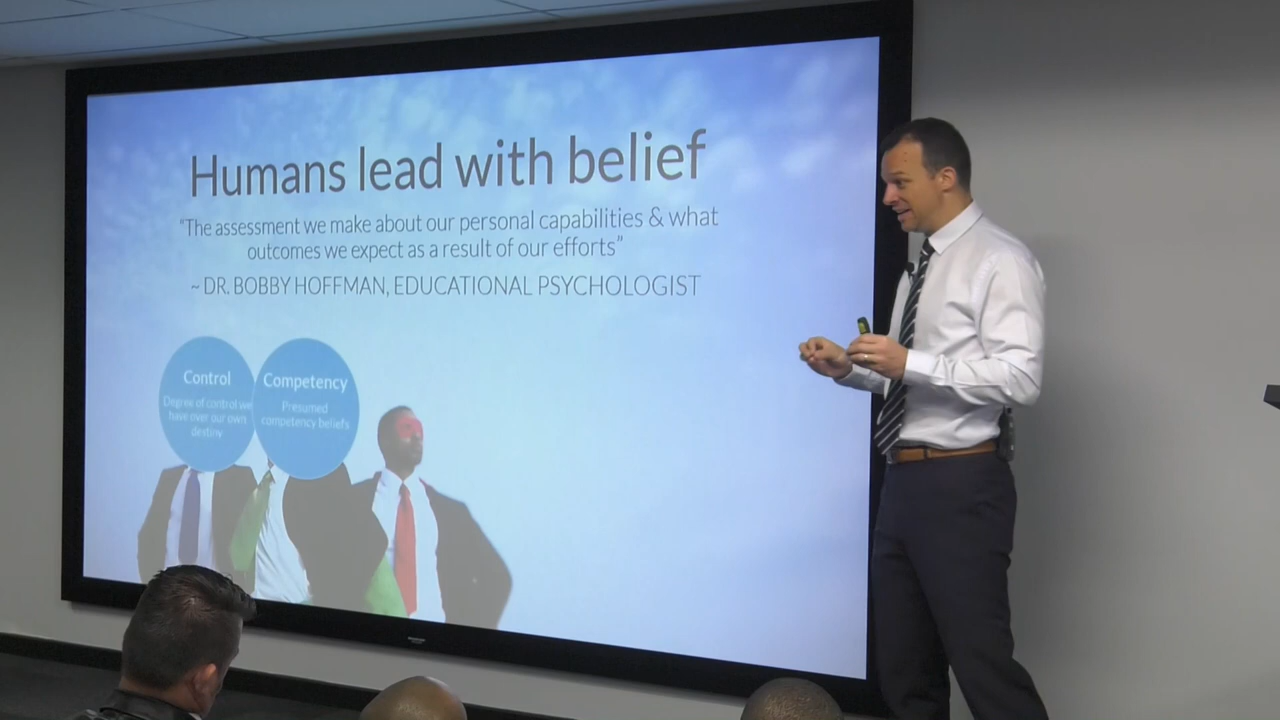 Humans lead with belief
"The assessment we make about our personal capabilities & what
outcomes we expect as a result of our efforts"
~ DR. BOBBY HOFFMAN, EDUCATIONAL PSYCHOLOGIST
Control
Degree of control we
have over our own
destiny
Competency
Presumed
competency beliefs